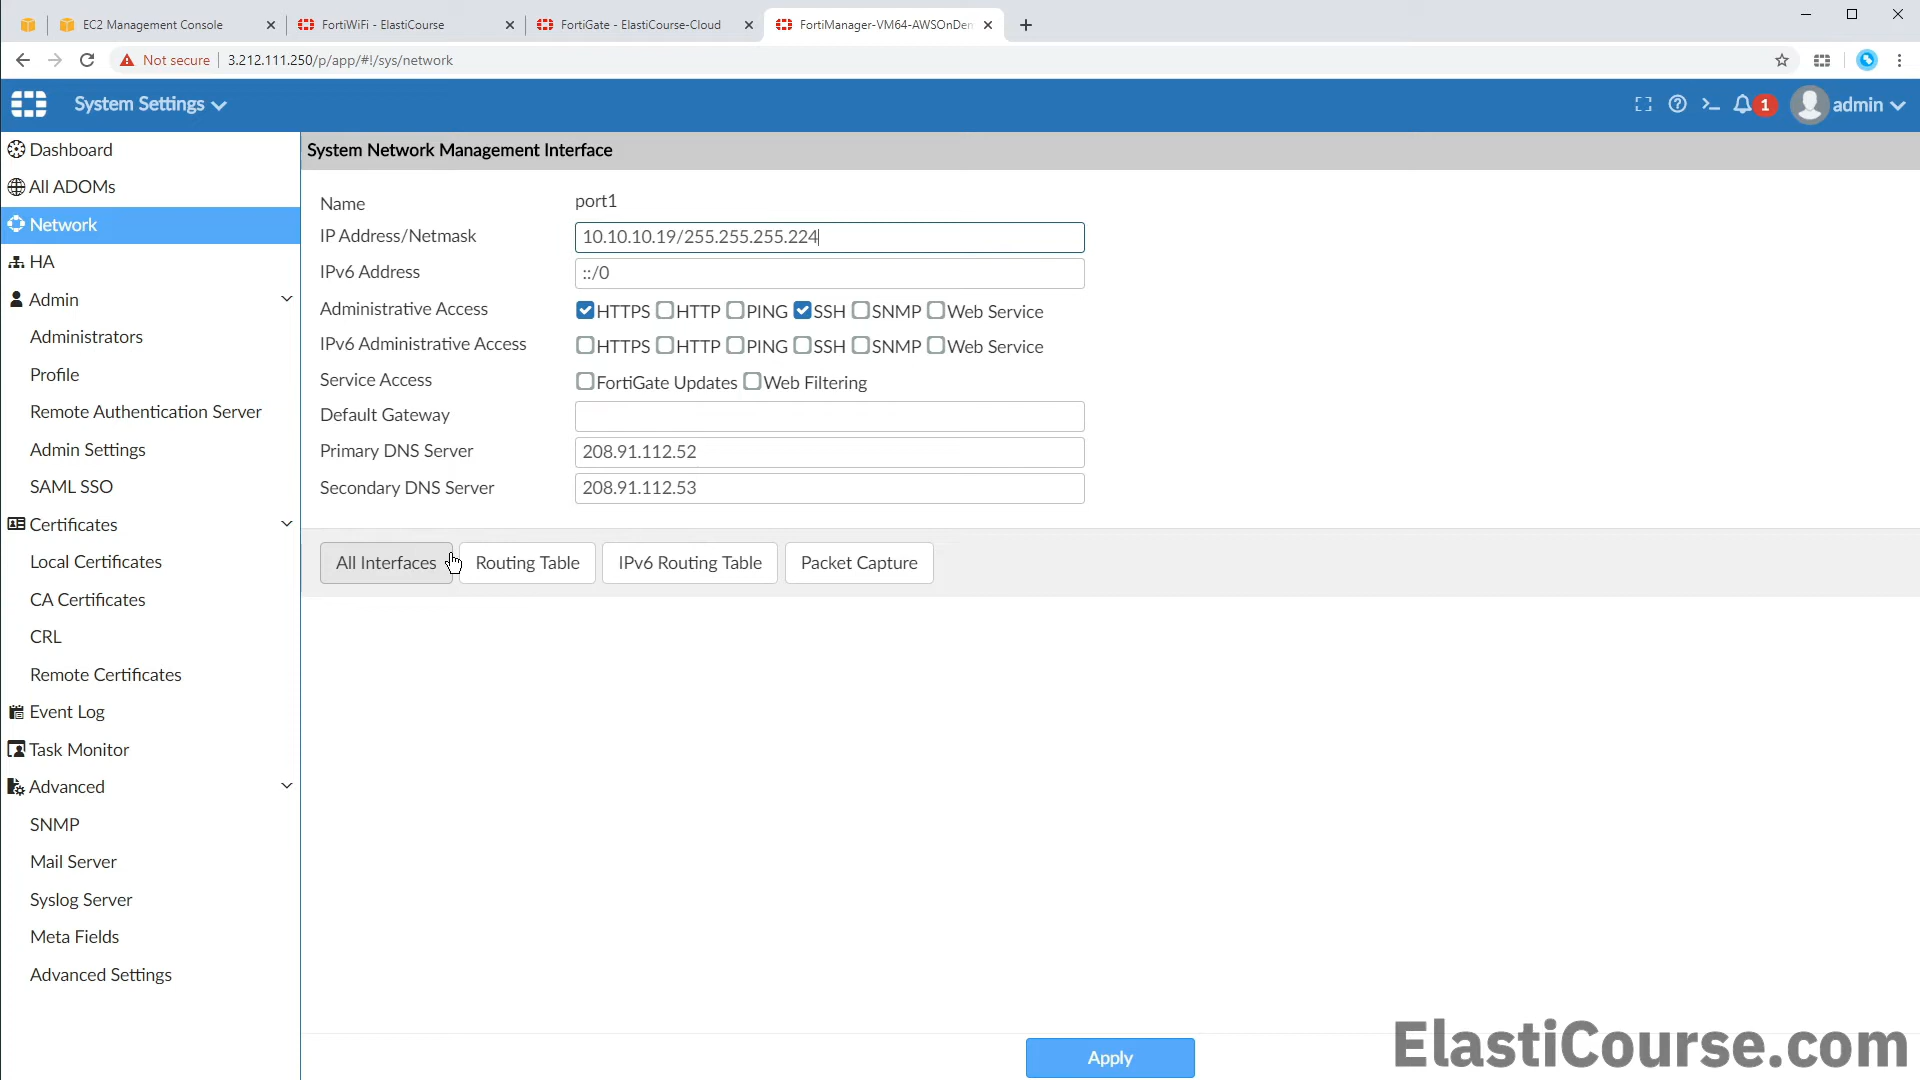 EC2 Management Console
FortiWiFi - ElastiCourse
FortiGate - ElastiCourse-Cloud
FortiManager-VM64-AWSOnDem
Not secure
3.212.111.250/p/app/#!/sys/network
System Settings
1
admin
Dashboard
All ADOMs
Network
HA
Admin
Administrators
Profile
Remote Authentication Server
Admin Settings
SAML SSO
Certificates
Local Certificates
CA Certificates
CRL
Remote Certificates
Event Log
Task Monitor
Advanced
SNMP
Mail Server
Syslog Server
Meta Fields
Advanced Settings
System Network Management Interface
Name port1
IP Address/Netmask 10.10.10.19/255.255.255.224
IPv6 Address ::/0
Administrative Access HTTPS HTTP PING SSH SNMP Web Service
IPv6 Administrative Access HTTPS HTTP PING SSH SNMP Web Service
Service Access FortiGate Updates Web Filtering
Default Gateway
Primary DNS Server 208.91.112.52
Secondary DNS Server 208.91.112.53
All Interfaces Routing Table IPv6 Routing Table Packet Capture
Apply
ElastiCourse.com